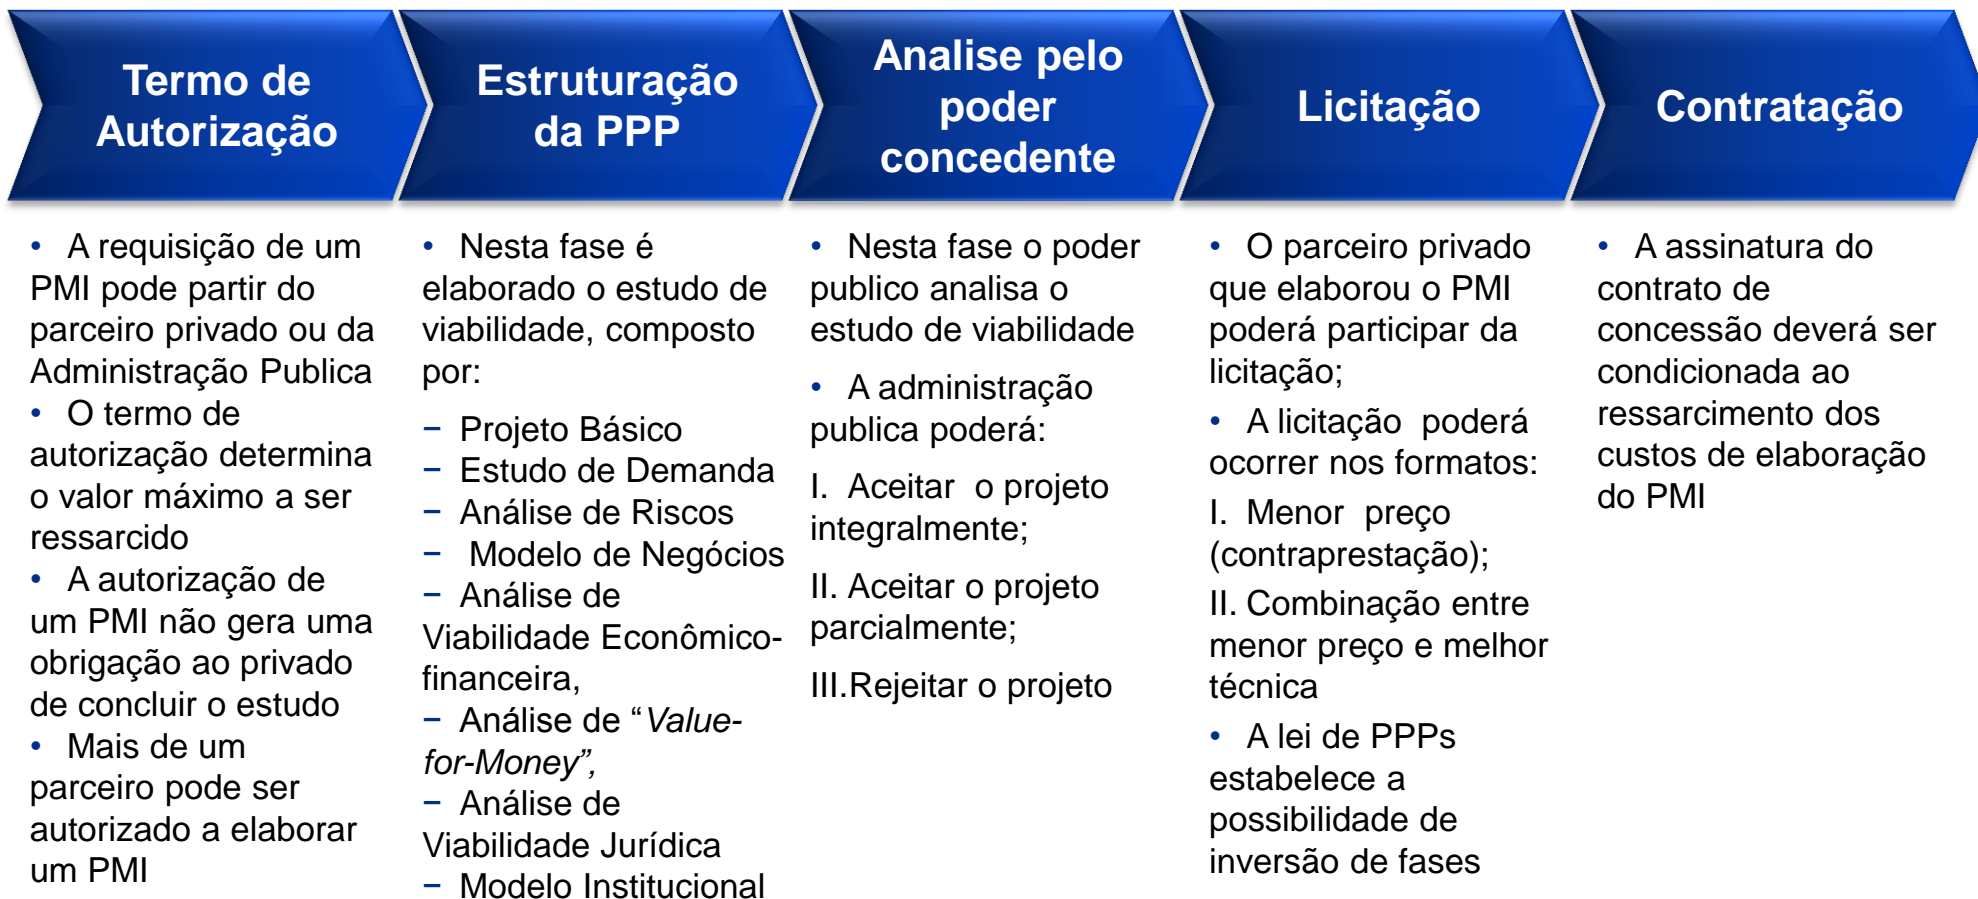 Termo de
Autorização
Estruturação
da PPP
Analise pelo
poder
concedente
Licitação
Contratação
• A requisição de um
PMI pode partir do
parceiro privado ou da
Administração Publica
• O termo de
autorização determina
o valor máximo a ser
ressarcido
• A autorização de
um PMI não gera uma
obrigação ao privado
de concluir o estudo
• Mais de um
parceiro pode ser
autorizado a elaborar
um PMI
• Nesta fase é
elaborado o estudo de
viabilidade, composto
por:
− Projeto Básico
− Estudo de Demanda
− Análise de Riscos
− Modelo de Negócios
− Análise de
Viabilidade Econômico-
financeira,
− Análise de “Value-
for-Money”,
− Análise de
Viabilidade Jurídica
− Modelo Institucional
• Nesta fase o poder
publico analisa o
estudo de viabilidade
• A administração
publica poderá:
I. Aceitar o projeto
integralmente;
II. Aceitar o projeto
parcialmente;
III.Rejeitar o projeto
• O parceiro privado
que elaborou o PMI
poderá participar da
licitação;
• A licitação poderá
ocorrer nos formatos:
I. Menor preço
(contraprestação);
II. Combinação entre
menor preço e melhor
técnica
• A lei de PPPs
estabelece a
possibilidade de
inversão de fases
• A assinatura do
contrato de
concessão deverá ser
condicionada ao
ressarcimento dos
custos de elaboração
do PMI